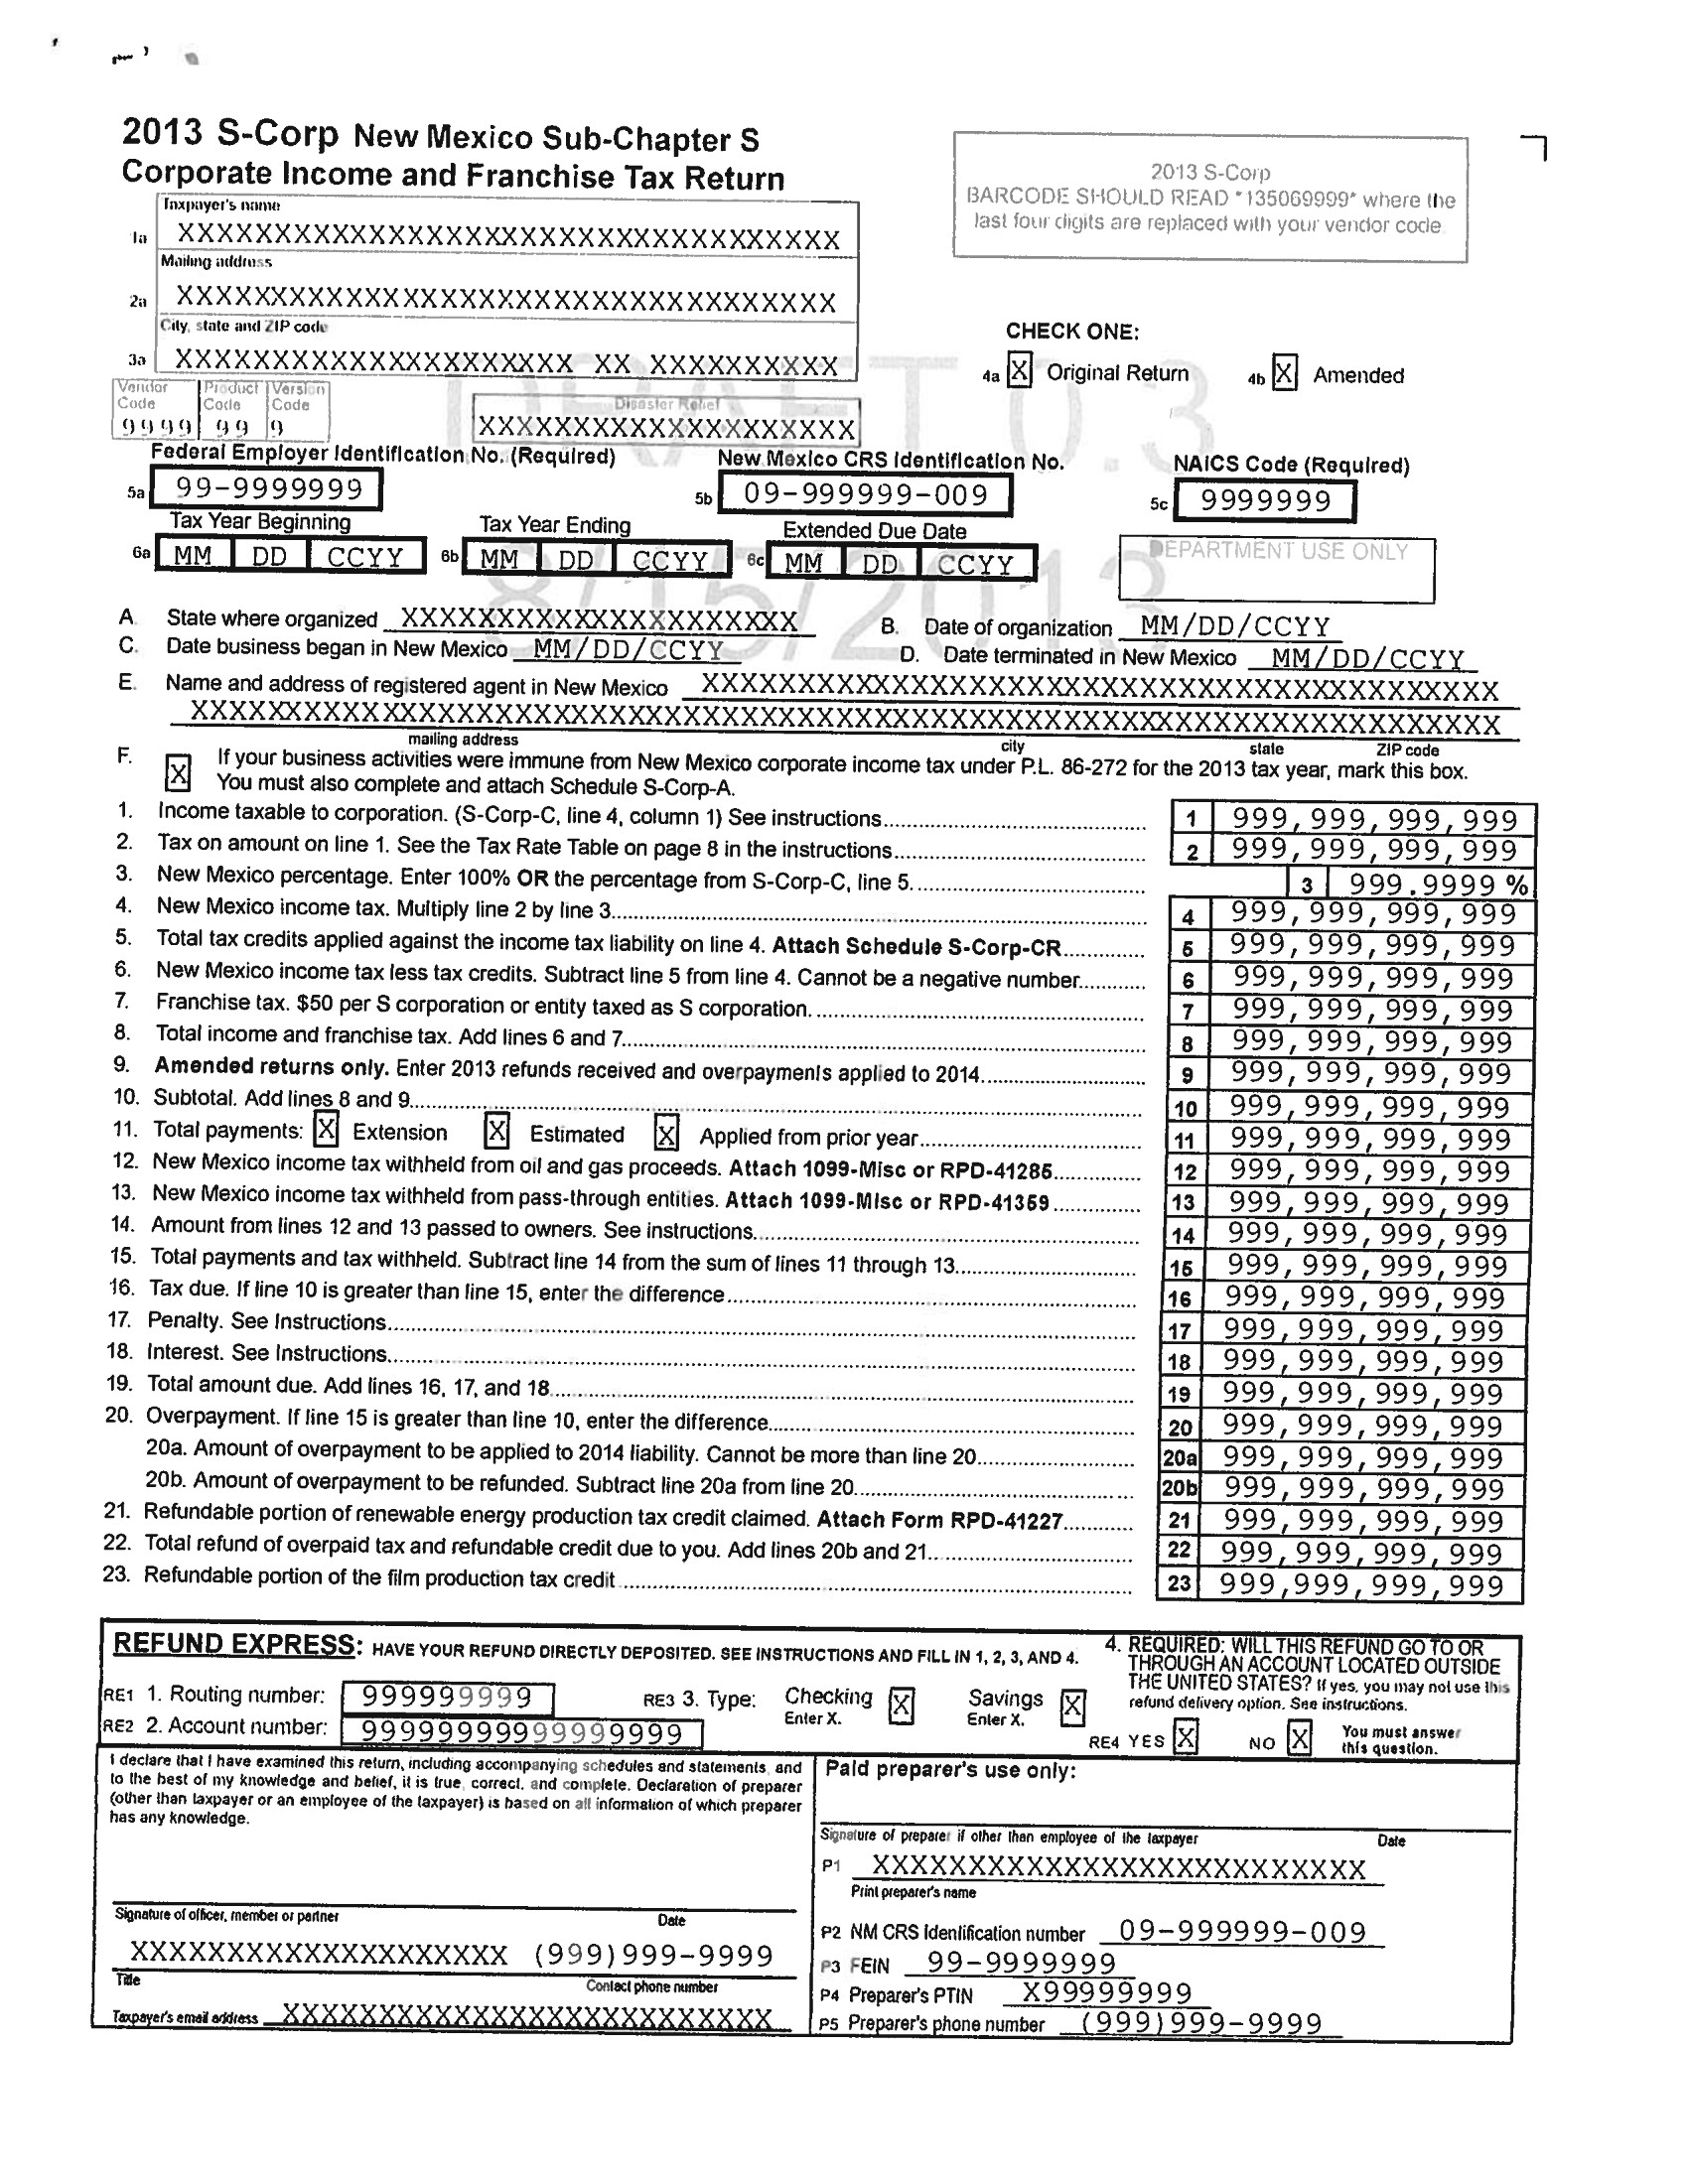 2013 S-Corp New Mexico Sub-Chapter S
Corporate Income and Franchise Tax Return
2013 S-Corp
BARCODE SHOULD READ *135069999* where the
last four digits are replaced with your vendor code
Taxpayer's name
1a XXXXXXXXXXXXXXXXXXXXXXXXXXXXXXXXXXX
Mailing address
2a XXXXXXXXXXXXXXXXXXXXXXXXXXXXXXXXXXX
City, state and ZIP code
3a XXXXXXXXXXXXXXXXXXXXX XX XXXXXXXXXX
CHECK ONE:
4a X Original Return 4b X Amended
DRAFT 0.3
8/15/2013
Vendor Code Product Code Version Code
9999 99 9
Disaster Relief
XXXXXXXXXXXXXXXXXXXX
Federal Employer Identification No. (Required) New Mexico CRS Identification No. NAICS Code (Required)
5a 99-9999999 5b 09-999999-009 5c 9999999
Tax Year Beginning Tax Year Ending Extended Due Date
6a MM DD CCYY 6b MM DD CCYY 6c MM DD CCYY
DEPARTMENT USE ONLY
A. State where organized XXXXXXXXXXXXXXXXXXXXX B. Date of organization MM/DD/CCYY
C. Date business began in New Mexico MM/DD/CCYY D. Date terminated in New Mexico MM/DD/CCYY
E. Name and address of registered agent in New Mexico XXXXXXXXXXXXXXXXXXXXXXXXXXXXXXXXXXXXXXXXXX
XXXXXXXXXXXXXXXXXXXXXXXXXXXXXXXXXXXXXXXXXXXXXXXXXXXXXXXXXXXXXXXXXXXXX
mailing address city state ZIP code
F. X If your business activities were immune from New Mexico corporate income tax under P.L. 86-272 for the 2013 tax year, mark this box.
You must also complete and attach Schedule S-Corp-A.
1. Income taxable to corporation. (S-Corp-C, line 4, column 1) See instructions 1 999,999,999,999
2. Tax on amount on line 1. See the Tax Rate Table on page 8 in the instructions 2 999,999,999,999
3. New Mexico percentage. Enter 100% OR the percentage from S-Corp-C, line 5. 3 999.9999 %
4. New Mexico income tax. Multiply line 2 by line 3 4 999,999,999,999
5. Total tax credits applied against the income tax liability on line 4. Attach Schedule S-Corp-CR 5 999,999,999,999
6. New Mexico income tax less tax credits. Subtract line 5 from line 4. Cannot be a negative number 6 999,999,999,999
7. Franchise tax. $50 per S corporation or entity taxed as S corporation. 7 999,999,999,999
8. Total income and franchise tax. Add lines 6 and 7 8 999,999,999,999
9. Amended returns only. Enter 2013 refunds received and overpayments applied to 2014 9 999,999,999,999
10. Subtotal. Add lines 8 and 9 10 999,999,999,999
11. Total payments: X Extension X Estimated X Applied from prior year 11 999,999,999,999
12. New Mexico income tax withheld from oil and gas proceeds. Attach 1099-Misc or RPD-41285 12 999,999,999,999
13. New Mexico income tax withheld from pass-through entities. Attach 1099-Misc or RPD-41359 13 999,999,999,999
14. Amount from lines 12 and 13 passed to owners. See instructions 14 999,999,999,999
15. Total payments and tax withheld. Subtract line 14 from the sum of lines 11 through 13 15 999,999,999,999
16. Tax due. If line 10 is greater than line 15, enter the difference 16 999,999,999,999
17. Penalty. See Instructions 17 999,999,999,999
18. Interest. See Instructions 18 999,999,999,999
19. Total amount due. Add lines 16, 17, and 18 19 999,999,999,999
20. Overpayment. If line 15 is greater than line 10, enter the difference 20 999,999,999,999
20a. Amount of overpayment to be applied to 2014 liability. Cannot be more than line 20 20a 999,999,999,999
20b. Amount of overpayment to be refunded. Subtract line 20a from line 20 20b 999,999,999,999
21. Refundable portion of renewable energy production tax credit claimed. Attach Form RPD-41227 21 999,999,999,999
22. Total refund of overpaid tax and refundable credit due to you. Add lines 20b and 21 22 999,999,999,999
23. Refundable portion of the film production tax credit 23 999,999,999,999
REFUND EXPRESS: HAVE YOUR REFUND DIRECTLY DEPOSITED. SEE INSTRUCTIONS AND FILL IN 1, 2, 3, AND 4.
4. REQUIRED: WILL THIS REFUND GO TO OR
THROUGH AN ACCOUNT LOCATED OUTSIDE
THE UNITED STATES? If yes, you may not use this
refund delivery option. See instructions.
RE1 1. Routing number: 999999999 RE3 3. Type: Checking Enter X. X Savings Enter X. X
RE2 2. Account number: 99999999999999999
RE4 YES X NO X You must answer this question.
I declare that I have examined this return, including accompanying schedules and statements, and
to the best of my knowledge and belief, it is true, correct, and complete. Declaration of preparer
(other than taxpayer or an employee of the taxpayer) is based on all information of which preparer
has any knowledge.
Signature of officer, member or partner Date
XXXXXXXXXXXXXXXXXXXX (999)999-9999
Title Contact phone number
Taxpayer's email address XXXXXXXXXXXXXXXXXXXXXXXXX
Paid preparer's use only:
Signature of preparer if other than employee of the taxpayer Date
P1 XXXXXXXXXXXXXXXXXXXXXXXXXX
Print preparer's name
P2 NM CRS Identification number 09-999999-009
P3 FEIN 99-9999999
P4 Preparer's PTIN X99999999
P5 Preparer's phone number (999)999-9999